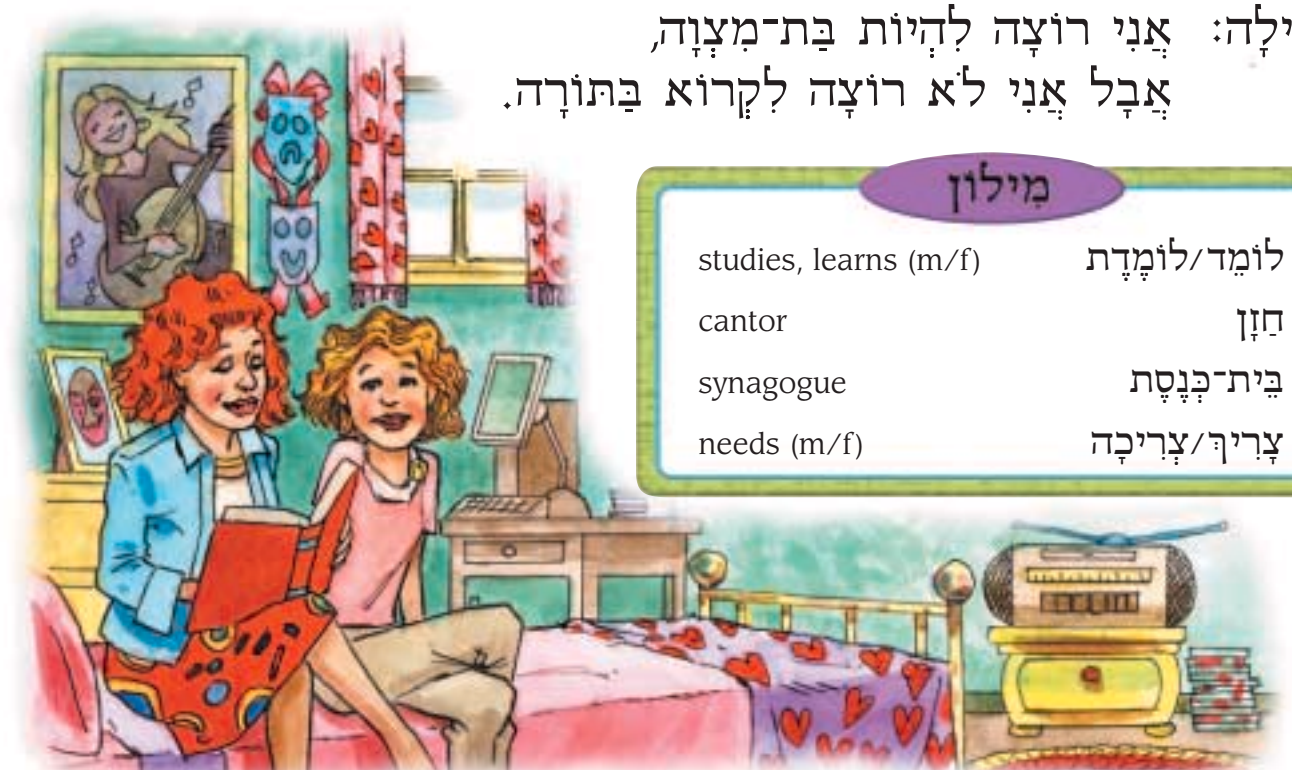 ילָה: אֲנִי רוֹצָה לִהְיוֹת בַּת־מִצְוָה,
אֲבָל אֲנִי לֹא רוֹצָה לִקְרוֹא בַּתּוֹרָה.
מִילוֹן
studies, learns (m/f) לוֹמֵד/לוֹמֶדֶת
cantor חַזָן
synagogue בֵּית־כְּנֶסֶת
needs (m/f) צָרִיךְ/צְרִיכָה